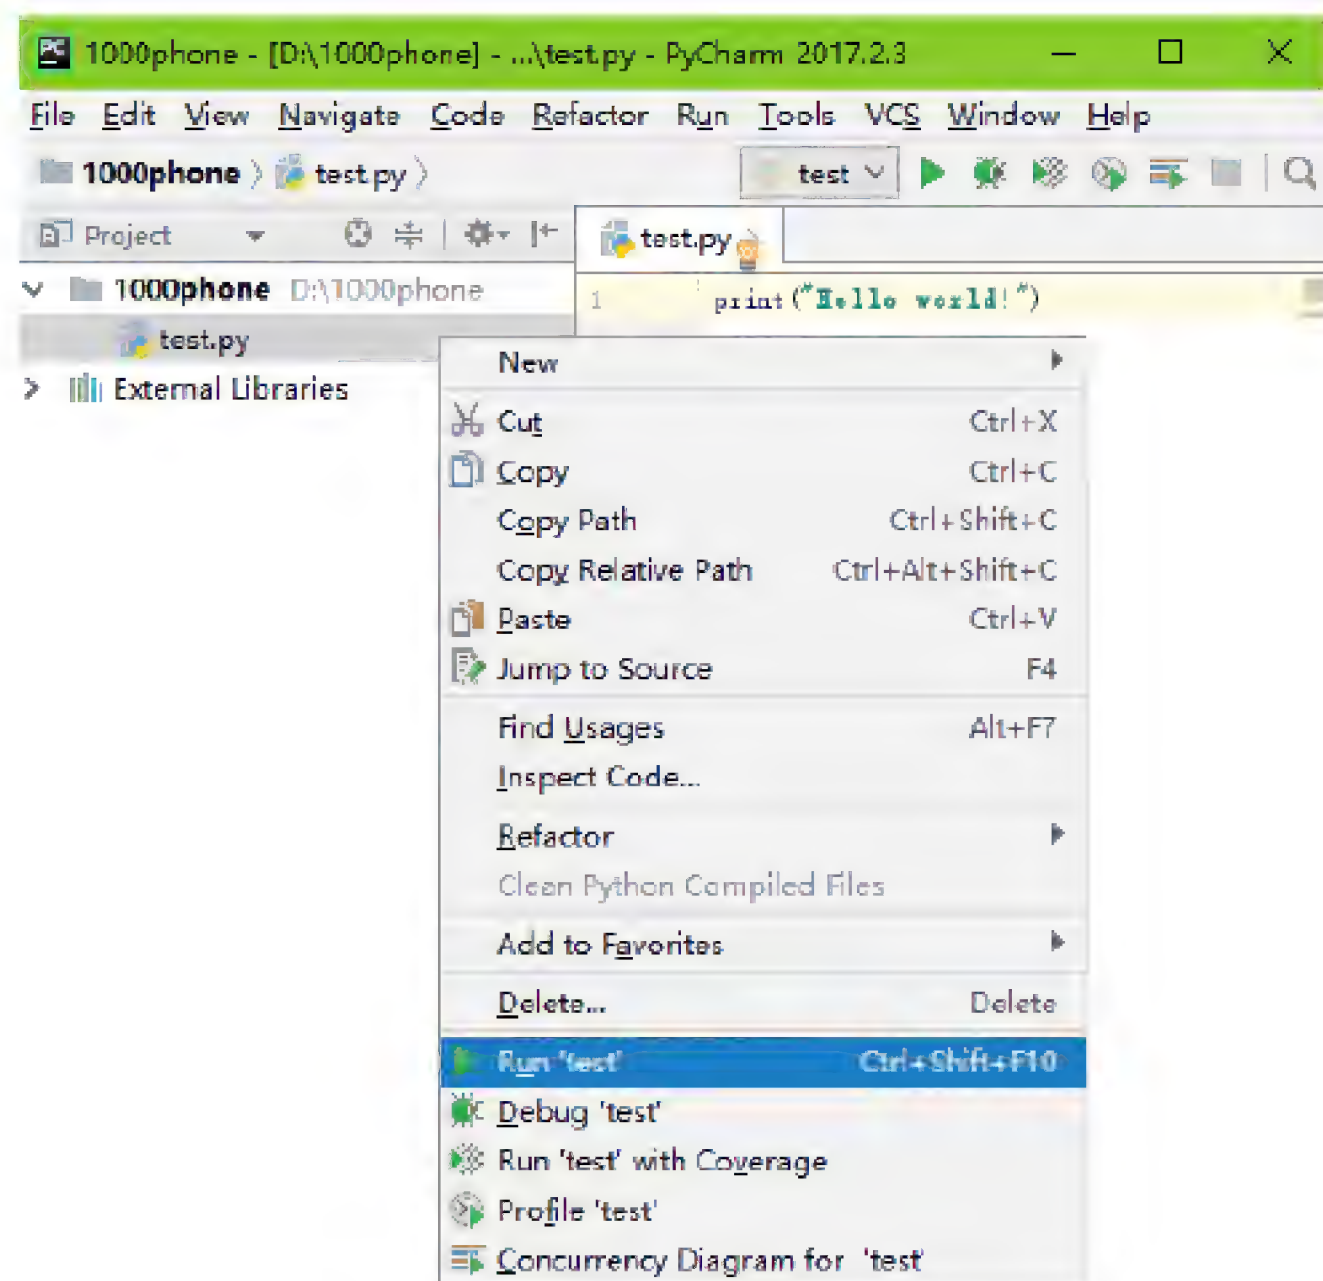 1000phone - [D:\1000phone] - ...\test.py - PyCharm 2017.2.3
File Edit View Navigate Code Refactor Run Tools VCS Window Help
1000phone test.py test
Project test.py
1000phone D:\1000phone
1 print("Hello world!")
test.py
External Libraries
New
Cut Ctrl+X
Copy Ctrl+C
Copy Path Ctrl+Shift+C
Copy Relative Path Ctrl+Alt+Shift+C
Paste Ctrl+V
Jump to Source F4
Find Usages Alt+F7
Inspect Code...
Refactor
Clean Python Compiled Files
Add to Favorites
Delete... Delete
Run 'test' Ctrl+Shift+F10
Debug 'test'
Run 'test' with Coverage
Profile 'test'
Concurrency Diagram for 'test'